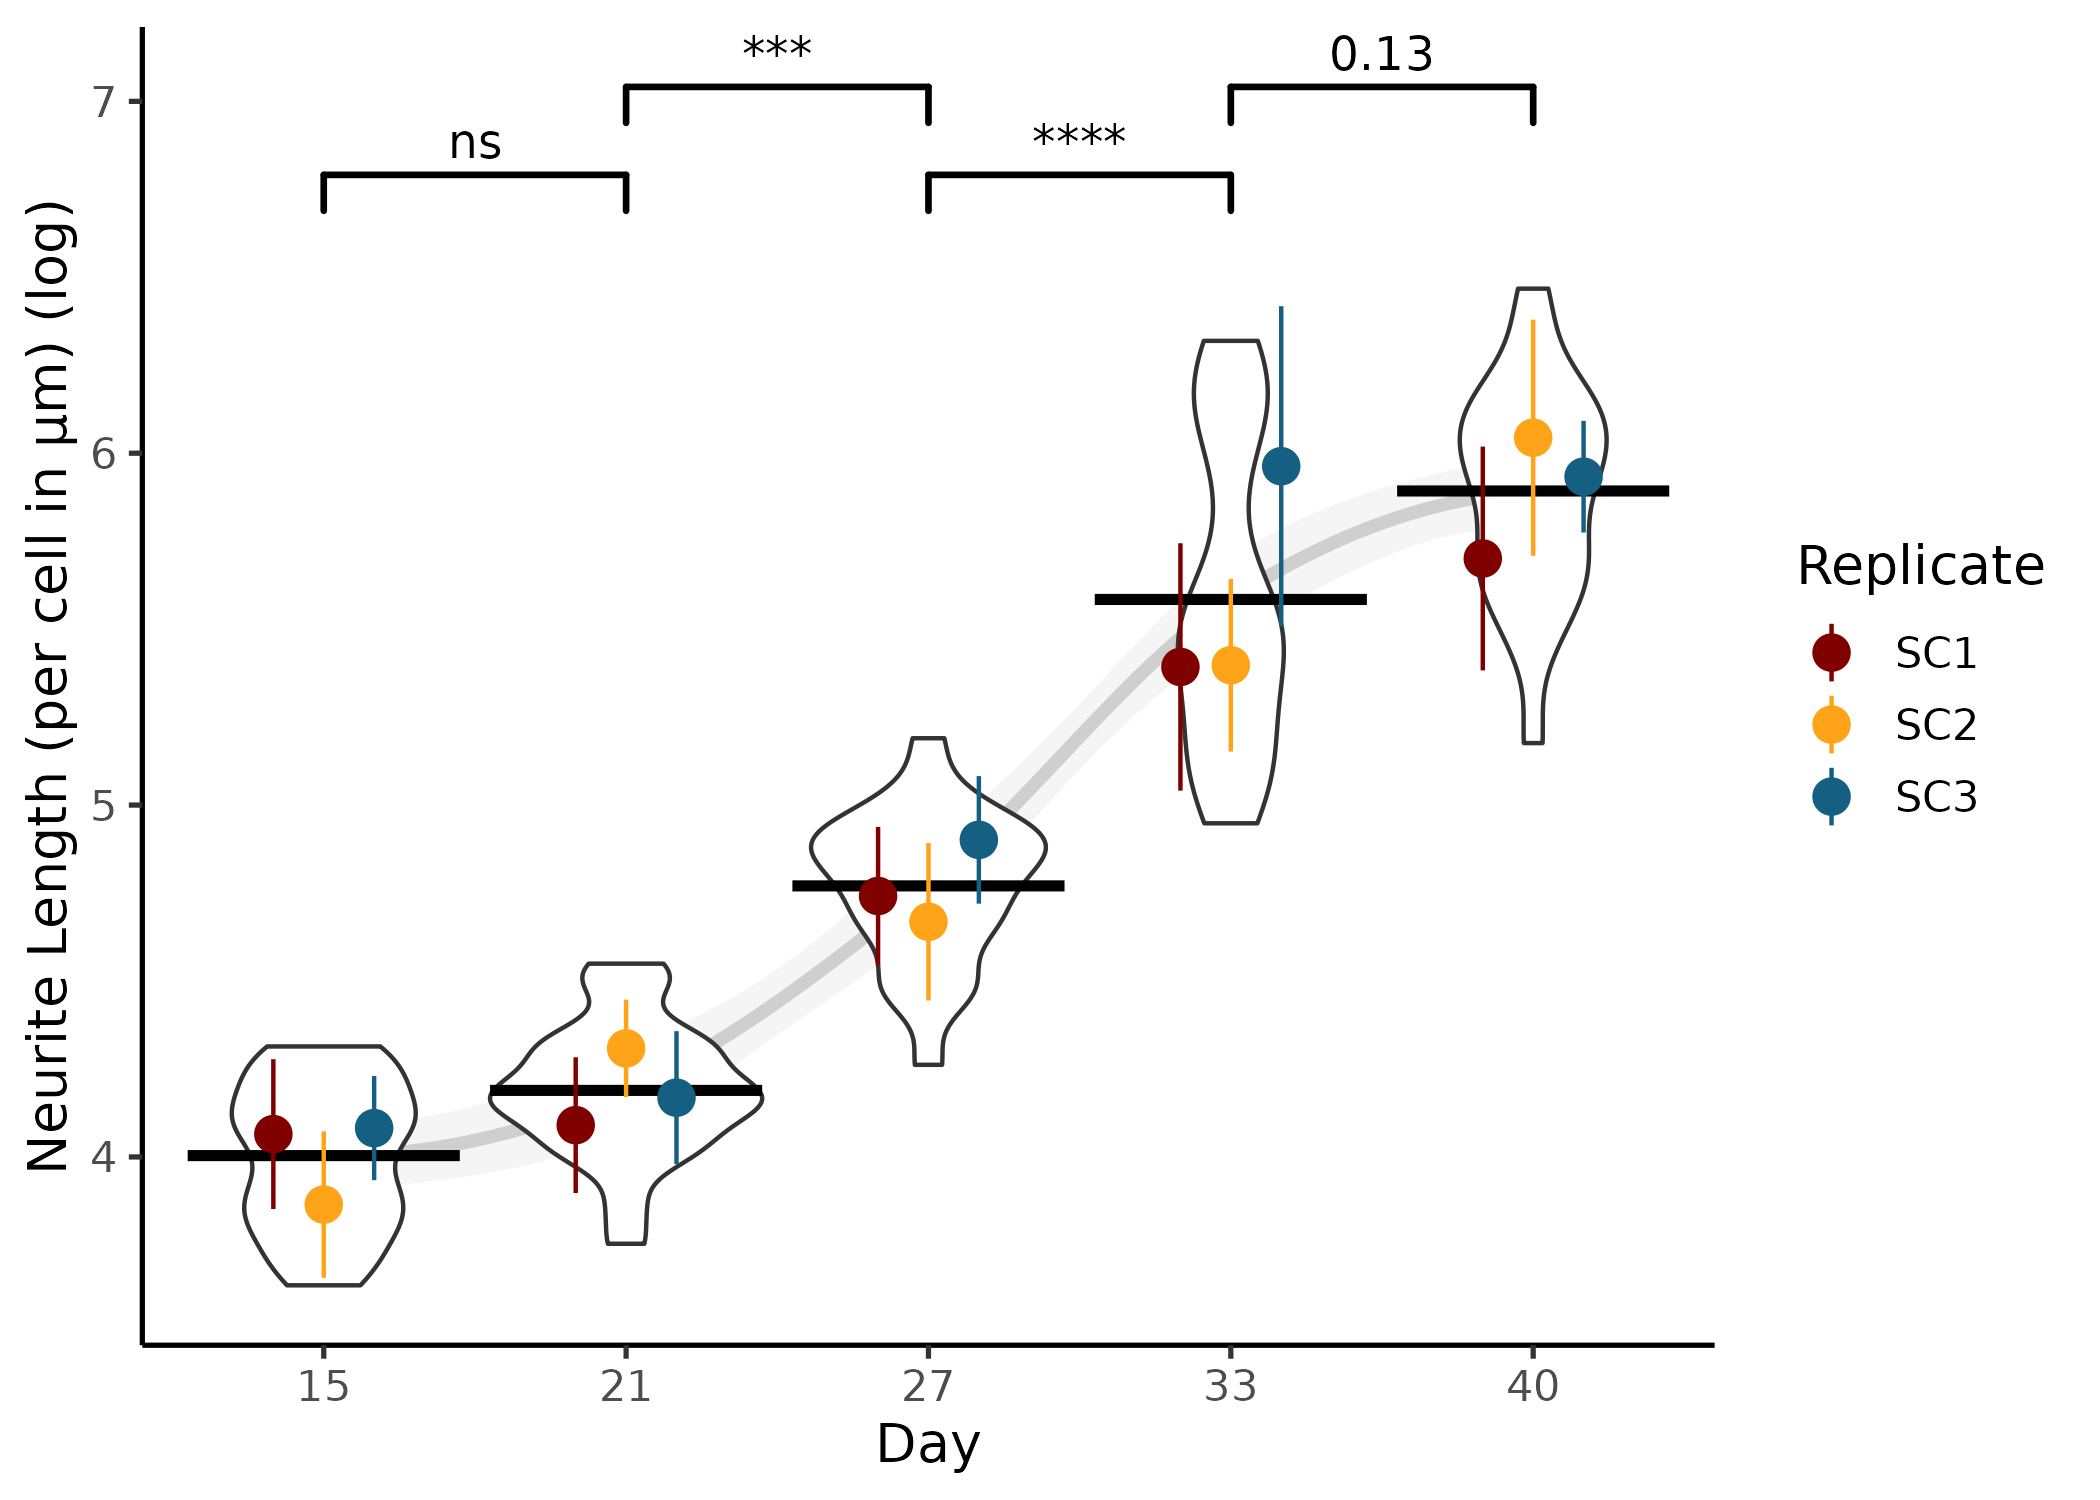 *** 0.13
ns ****
7
6
5
4
Neurite Length (per cell in µm) (log)
15 21 27 33 40
Day
Replicate
SC1
SC2
SC3